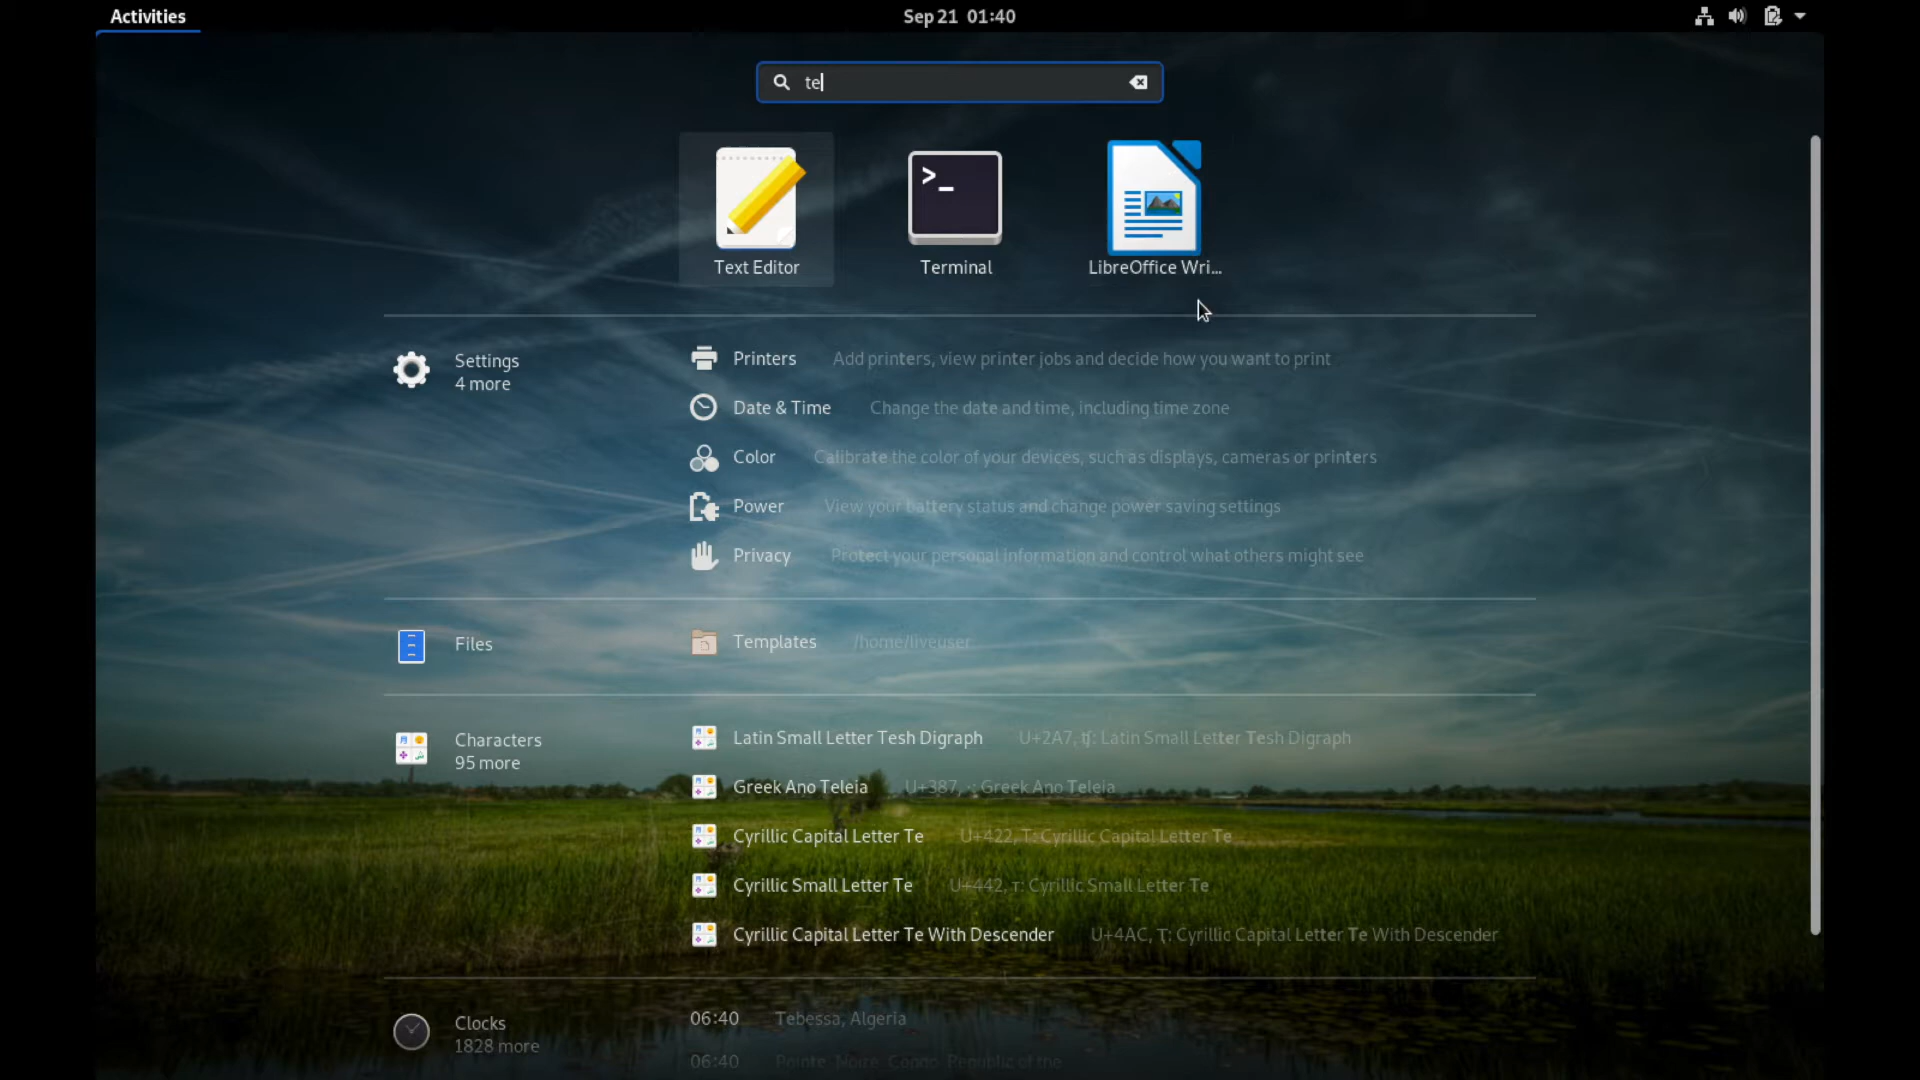 Activities
Sep 21 01:40
te
Text Editor
Terminal
LibreOffice Wri...
Settings
4 more
Printers Add printers, view printer jobs and decide how you want to print
Date & Time Change the date and time, including time zone
Color Calibrate the color of your devices, such as displays, cameras or printers
Power View your battery status and change power saving settings
Privacy Protect your personal information and control what others might see
Files
Templates /home/liveuser
Characters
95 more
Latin Small Letter Tesh Digraph U+2A7, ʧ: Latin Small Letter Tesh Digraph
Greek Ano Teleia U+387, ·: Greek Ano Teleia
Cyrillic Capital Letter Te U+422, Т: Cyrillic Capital Letter Te
Cyrillic Small Letter Te U+442, т: Cyrillic Small Letter Te
Cyrillic Capital Letter Te With Descender U+4AC, Ҭ: Cyrillic Capital Letter Te With Descender
Clocks
1828 more
06:40 Tebessa, Algeria
06:40 Pointe-Noire, Congo, Republic of the